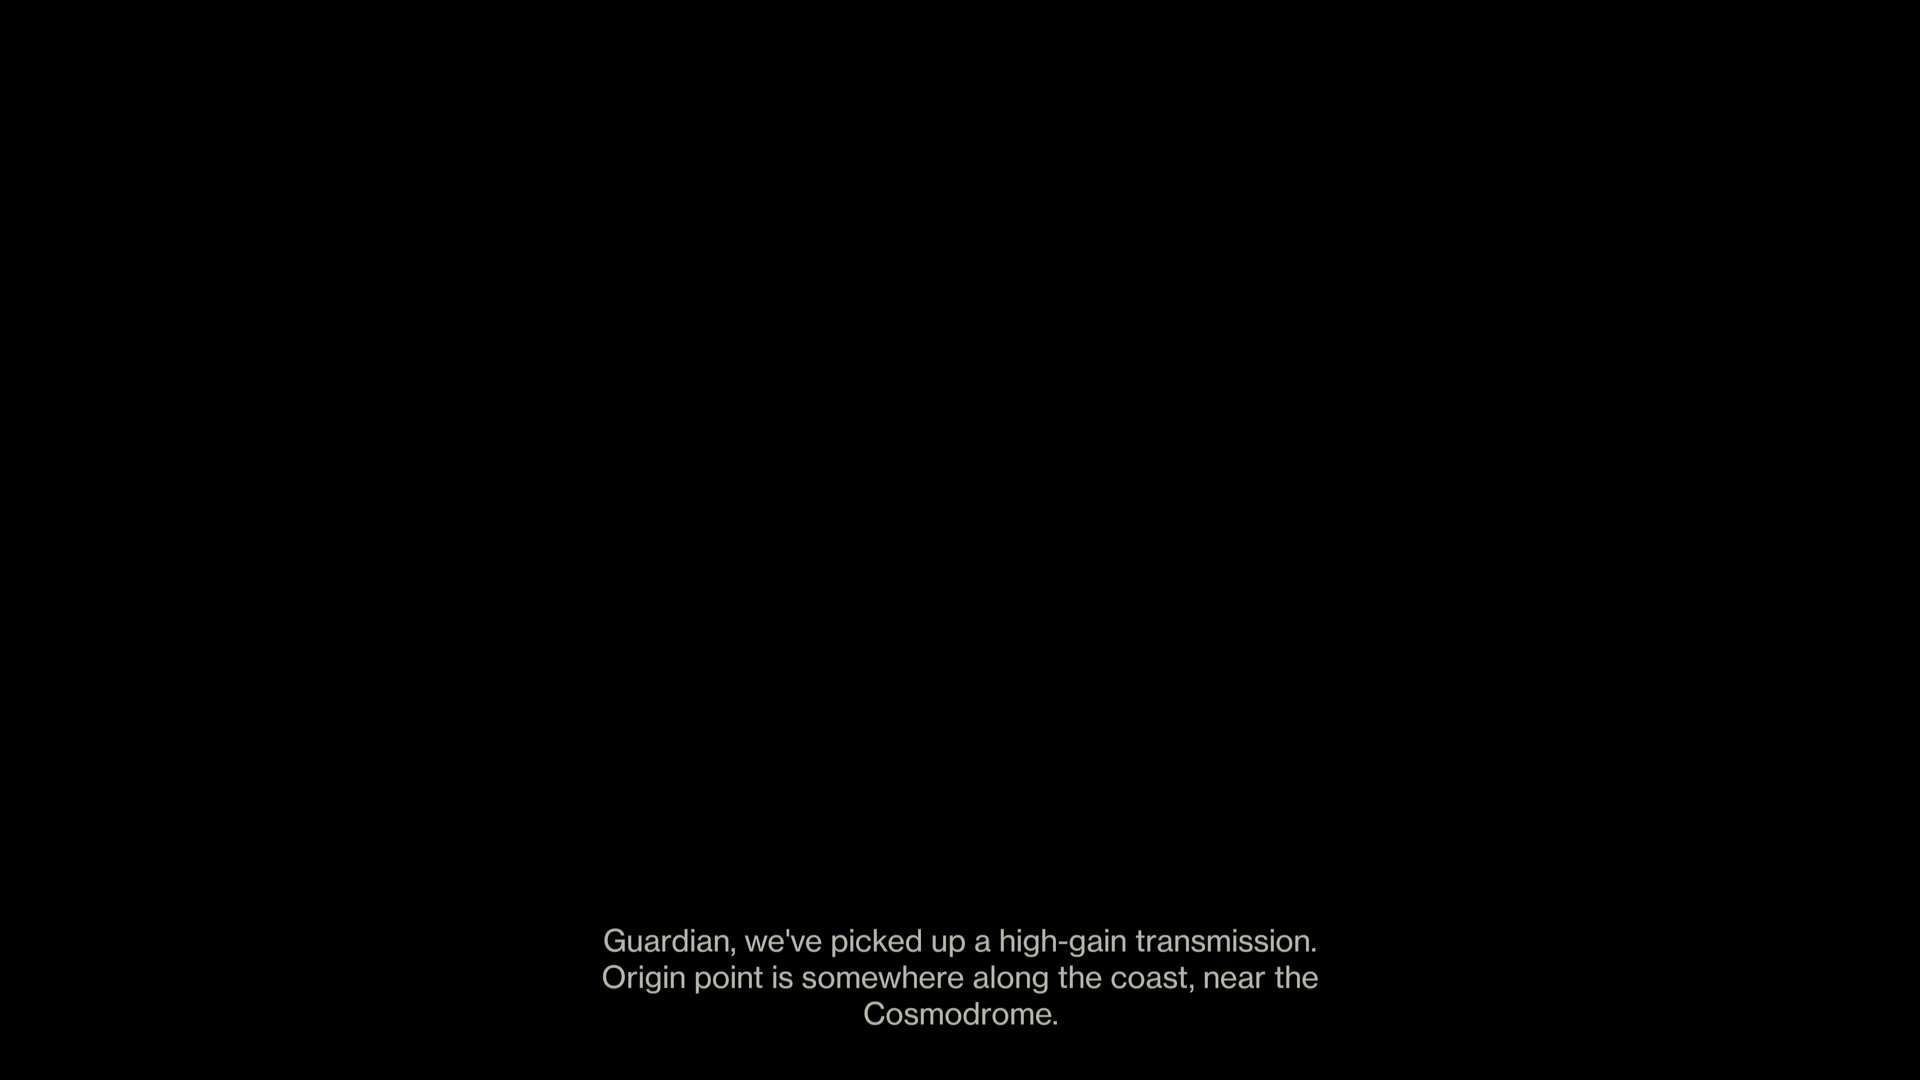 Guardian, we've picked up a high-gain transmission.
Origin point is somewhere along the coast, near the
Cosmodrome.